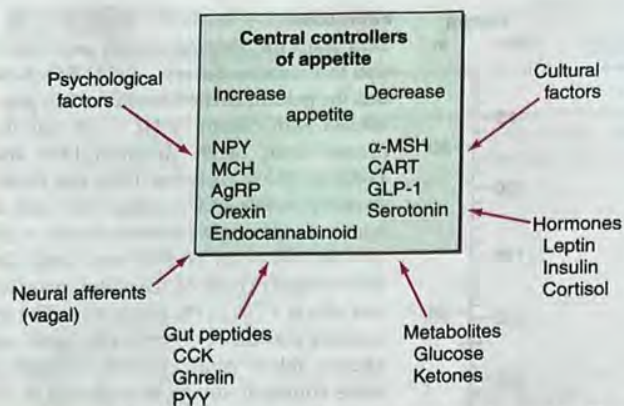 Central controllers
of appetite
Increase Decrease
appetite
NPY α-MSH
MCH CART
AgRP GLP-1
Orexin Serotonin
Endocannabinoid
Psychological
factors
Cultural
factors
Neural afferents
(vagal)
Gut peptides
CCK
Ghrelin
PYY
Metabolites
Glucose
Ketones
Hormones
Leptin
Insulin
Cortisol